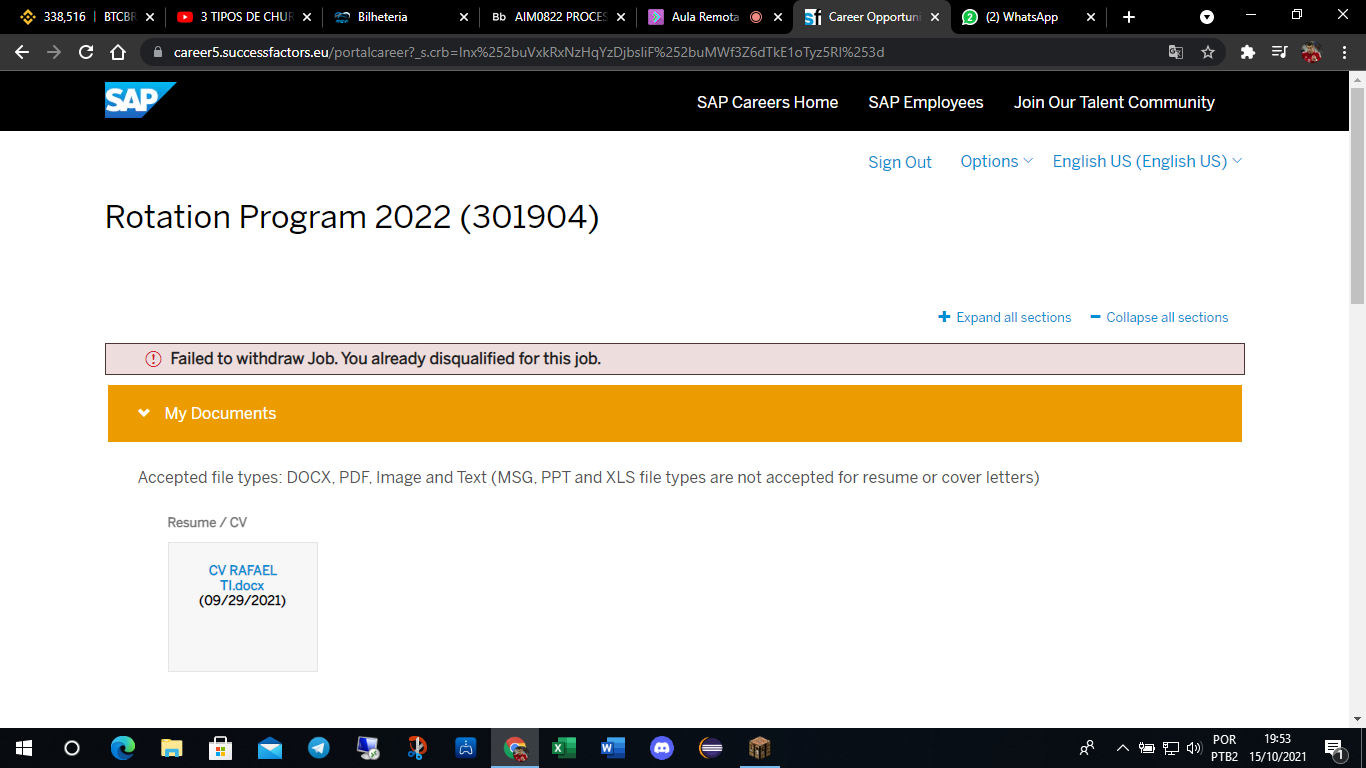 338,516 | BTCBR
3 TIPOS DE CHUR
Bilheteria
Bb AIM0822 PROCES
Aula Remota
Si Career Opportuni
2 (2) WhatsApp
career5.successfactors.eu/portalcareer?_s.crb=Inx%252buVxkRxNzHqYzDjbsliF%252buMWf3Z6dTkE1oTyz5RI%253d
SAP
SAP Careers Home
SAP Employees
Join Our Talent Community
Sign Out
Options
English US (English US)
Rotation Program 2022 (301904)
Expand all sections
Collapse all sections
Failed to withdraw Job. You already disqualified for this job.
My Documents
Accepted file types: DOCX, PDF, Image and Text (MSG, PPT and XLS file types are not accepted for resume or cover letters)
Resume / CV
CV RAFAEL
TI.docx
(09/29/2021)
POR
PTB2
19:53
15/10/2021
1